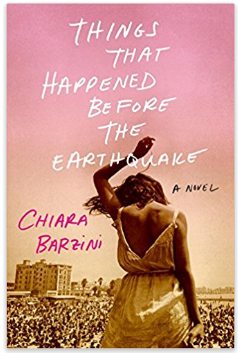 THINGS
THAT
HAPPENED
BEFORE
THE
EARTHQUAKE
A NOVEL
CHIARA
BARZINI